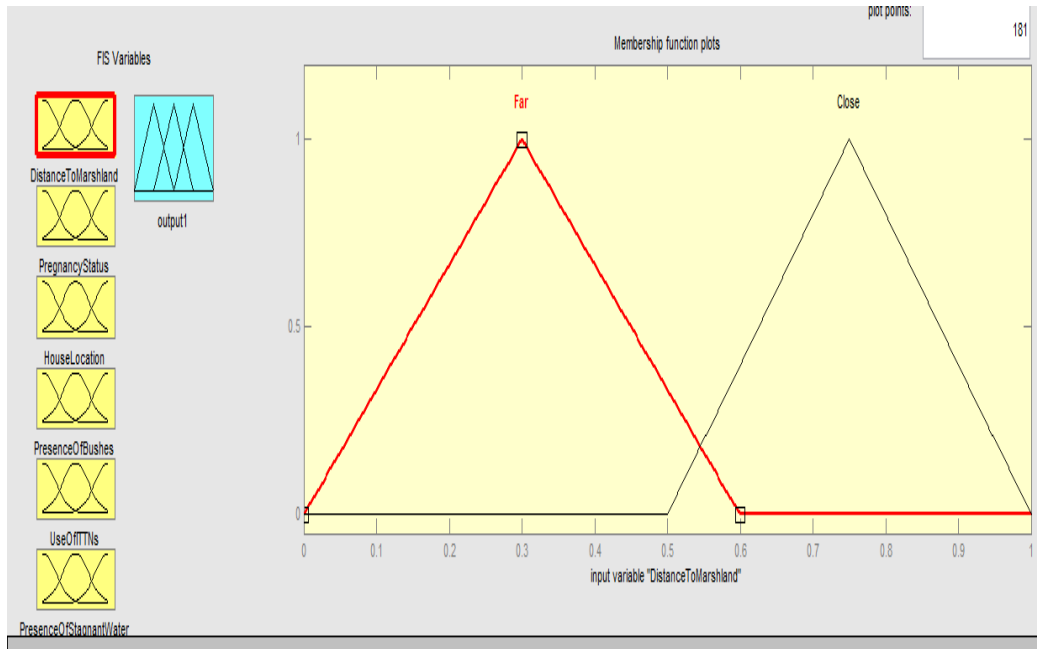 plot points:
181
FIS Variables
Membership function plots
DistanceToMarshland
output1
PregnancyStatus
HouseLocation
PresenceOfBushes
UseOfITNs
PresenceOfStagnantWater
Far
Close
1
0.5
0
0
0.1
0.2
0.3
0.4
0.5
0.6
0.7
0.8
0.9
1
input variable "DistanceToMarshland"